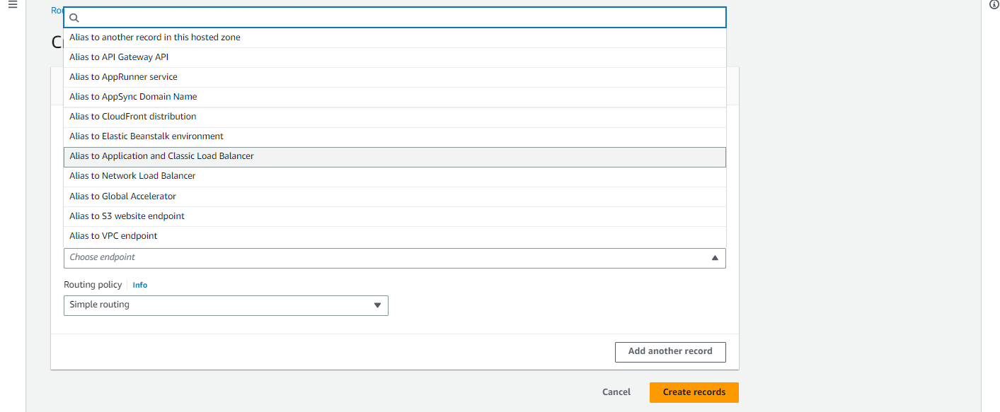 Alias to another record in this hosted zone
Alias to API Gateway API
Alias to AppRunner service
Alias to AppSync Domain Name
Alias to CloudFront distribution
Alias to Elastic Beanstalk environment
Alias to Application and Classic Load Balancer
Alias to Network Load Balancer
Alias to Global Accelerator
Alias to S3 website endpoint
Alias to VPC endpoint
Choose endpoint
Routing policy Info
Simple routing
Add another record
Cancel Create records